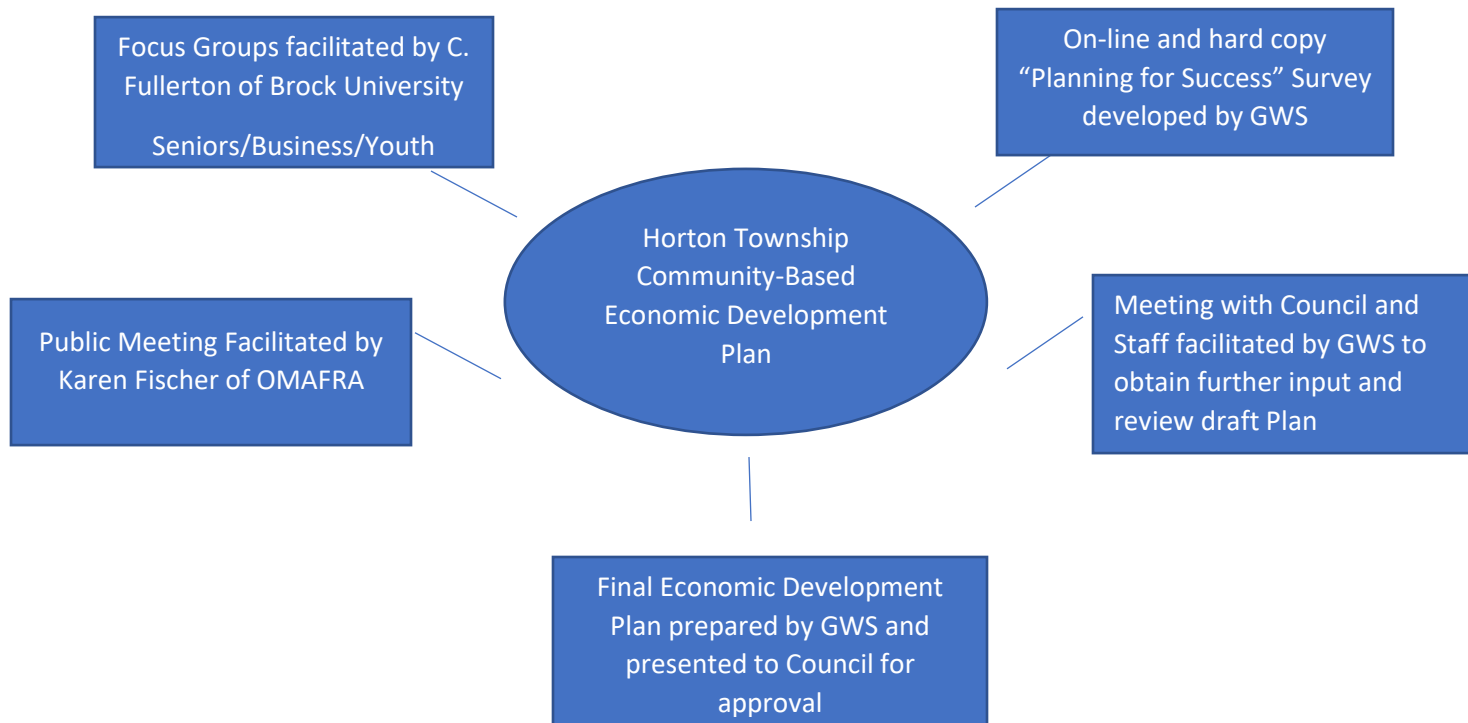 Focus Groups facilitated by C.
Fullerton of Brock University
Seniors/Business/Youth
On-line and hard copy
“Planning for Success” Survey
developed by GWS
Horton Township
Community-Based
Economic Development
Plan
Public Meeting Facilitated by
Karen Fischer of OMAFRA
Meeting with Council and
Staff facilitated by GWS to
obtain further input and
review draft Plan
Final Economic Development
Plan prepared by GWS and
presented to Council for
approval